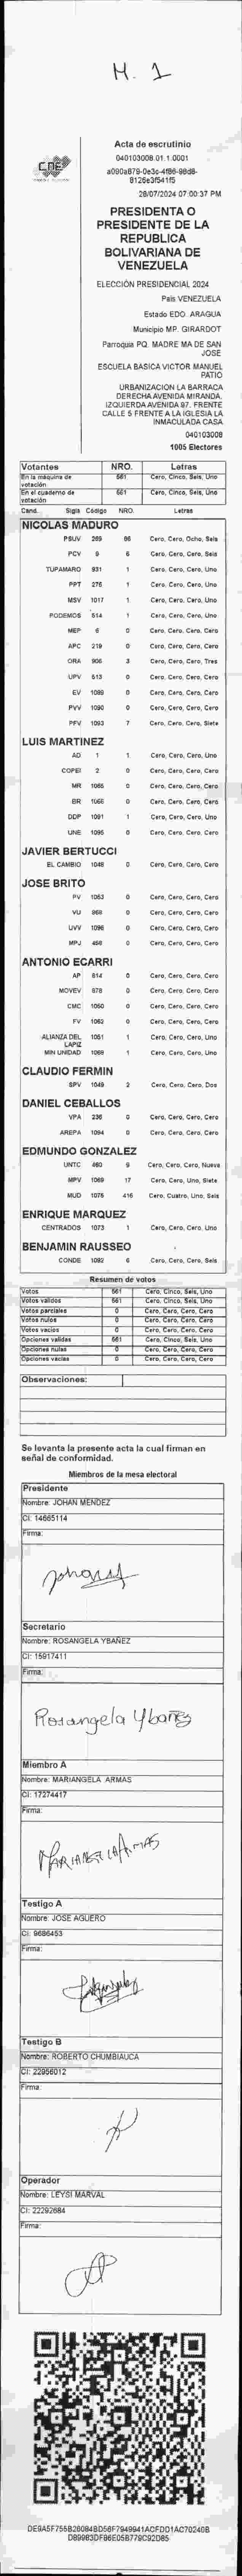 M. 1
CNE
Acta de escrutinio
040103008.01.1.0001
a090a879-0e3c-4f86-98d8-
8126e3f541f5
28/07/2024 07:00:37 PM
PRESIDENTA O
PRESIDENTE DE LA
REPUBLICA
BOLIVARIANA DE
VENEZUELA
ELECCIÓN PRESIDENCIAL 2024
País VENEZUELA
Estado EDO. ARAGUA
Municipio MP. GIRARDOT
Parroquia PQ. MADRE MA DE SAN
JOSE
ESCUELA BASICA VICTOR MANUEL
PATIO
URBANIZACION LA BARRACA
DERECHA AVENIDA MIRANDA.
IZQUIERDA AVENIDA 97. FRENTE
CALLE 5 FRENTE A LA IGLESIA LA
INMACULADA CASA
040103008
1005 Electores
Votantes NRO. Letras
En la máquina de votación 561 Cero, Cinco, Seis, Uno
En el cuaderno de votación 561 Cero, Cinco, Seis, Uno
Cand. Sigla Código NRO. Letras
NICOLAS MADURO
PSUV 269 86 Cero, Cero, Ocho, Seis
PCV 9 6 Cero, Cero, Cero, Seis
TUPAMARO 931 1 Cero, Cero, Cero, Uno
PPT 276 1 Cero, Cero, Cero, Uno
MSV 1017 1 Cero, Cero, Cero, Uno
PODEMOS 514 1 Cero, Cero, Cero, Uno
MEP 6 0 Cero, Cero, Cero, Cero
APC 219 0 Cero, Cero, Cero, Cero
ORA 906 3 Cero, Cero, Cero, Tres
UPV 613 0 Cero, Cero, Cero, Cero
EV 1089 0 Cero, Cero, Cero, Cero
PVV 1090 0 Cero, Cero, Cero, Cero
PFV 1093 7 Cero, Cero, Cero, Siete
LUIS MARTINEZ
AD 1 1 Cero, Cero, Cero, Uno
COPEI 2 0 Cero, Cero, Cero, Cero
MR 1065 0 Cero, Cero, Cero, Cero
BR 1066 0 Cero, Cero, Cero, Cero
DDP 1091 1 Cero, Cero, Cero, Uno
UNE 1095 0 Cero, Cero, Cero, Cero
JAVIER BERTUCCI
EL CAMBIO 1048 0 Cero, Cero, Cero, Cero
JOSE BRITO
PV 1053 0 Cero, Cero, Cero, Cero
VU 968 0 Cero, Cero, Cero, Cero
UVV 1096 0 Cero, Cero, Cero, Cero
MPJ 458 0 Cero, Cero, Cero, Cero
ANTONIO ECARRI
AP 814 0 Cero, Cero, Cero, Cero
MOVEV 878 0 Cero, Cero, Cero, Cero
CMC 1050 0 Cero, Cero, Cero, Cero
FV 1062 0 Cero, Cero, Cero, Cero
ALIANZA DEL LAPIZ 1051 1 Cero, Cero, Cero, Uno
MIN UNIDAD 1069 1 Cero, Cero, Cero, Uno
CLAUDIO FERMIN
SPV 1049 2 Cero, Cero, Cero, Dos
DANIEL CEBALLOS
VPA 236 0 Cero, Cero, Cero, Cero
AREPA 1094 0 Cero, Cero, Cero, Cero
EDMUNDO GONZALEZ
UNTC 480 9 Cero, Cero, Cero, Nueve
MPV 1069 17 Cero, Cero, Uno, Siete
MUD 1075 416 Cero, Cuatro, Uno, Seis
ENRIQUE MARQUEZ
CENTRADOS 1073 1 Cero, Cero, Cero, Uno
BENJAMIN RAUSSEO
CONDE 1092 6 Cero, Cero, Cero, Seis
Resumen de votos
Votos 561 Cero, Cinco, Seis, Uno
Votos válidos 561 Cero, Cinco, Seis, Uno
Votos parciales 0 Cero, Cero, Cero, Cero
Votos nulos 0 Cero, Cero, Cero, Cero
Votos vacíos 0 Cero, Cero, Cero, Cero
Opciones válidas 561 Cero, Cinco, Seis, Uno
Opciones nulas 0 Cero, Cero, Cero, Cero
Opciones vacías 0 Cero, Cero, Cero, Cero
Observaciones:
Se levanta la presente acta la cual firman en
señal de conformidad.
Miembros de la mesa electoral
Presidente
Nombre: JOHAN MENDEZ
CI: 14665114
Firma:
Secretario
Nombre: ROSANGELA YBAÑEZ
CI: 15917411
Firma:
Rosangela Ybañez
Miembro A
Nombre: MARIANGELA ARMAS
CI: 17274417
Firma:
MARIANGELA ARMAS
Testigo A
Nombre: JOSE AGUERO
CI: 9686453
Firma:
Testigo B
Nombre: ROBERTO CHUMBIAUCA
CI: 22956012
Firma:
Operador
Nombre: LEYSI MARVAL
CI: 22292684
Firma:
DE9A5F755B26084BD56F7949941ACFDD1AC70240B
DB9983DF86E05B779C92D85